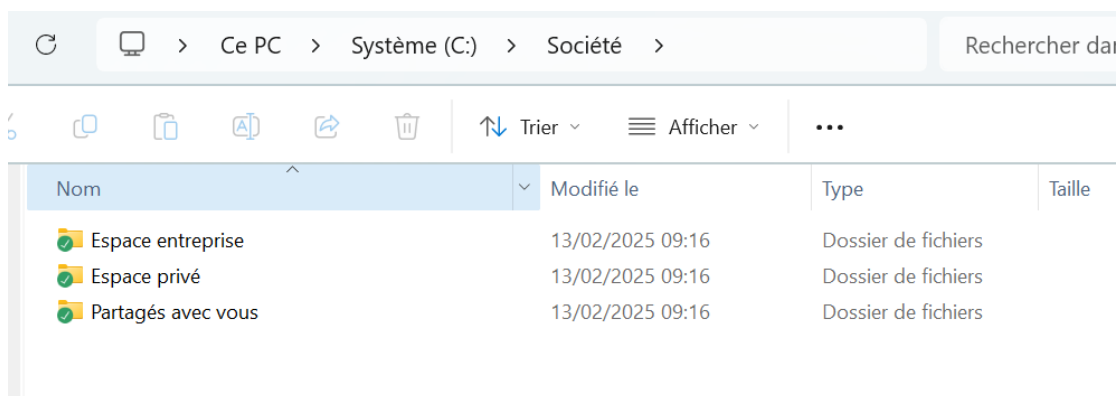 Ce PC > Système (C:) > Société > Rechercher dan
Trier Afficher
Nom Modifié le Type Taille
Espace entreprise 13/02/2025 09:16 Dossier de fichiers
Espace privé 13/02/2025 09:16 Dossier de fichiers
Partagés avec vous 13/02/2025 09:16 Dossier de fichiers